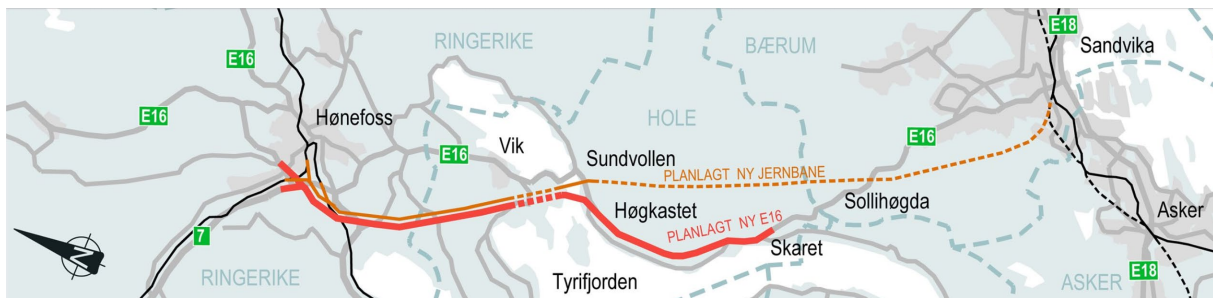 E18
Sandvika
RINGERIKE
BÆRUM
E16
Hønefoss
E16
HOLE
E16
Vik
E16
Sundvollen
PLANLAGT NY JERNBANE
Høgkastet
Sollihøgda
Asker
PLANLAGT NY E16
7
Skaret
N
RINGERIKE
Tyrifjorden
ASKER
E18